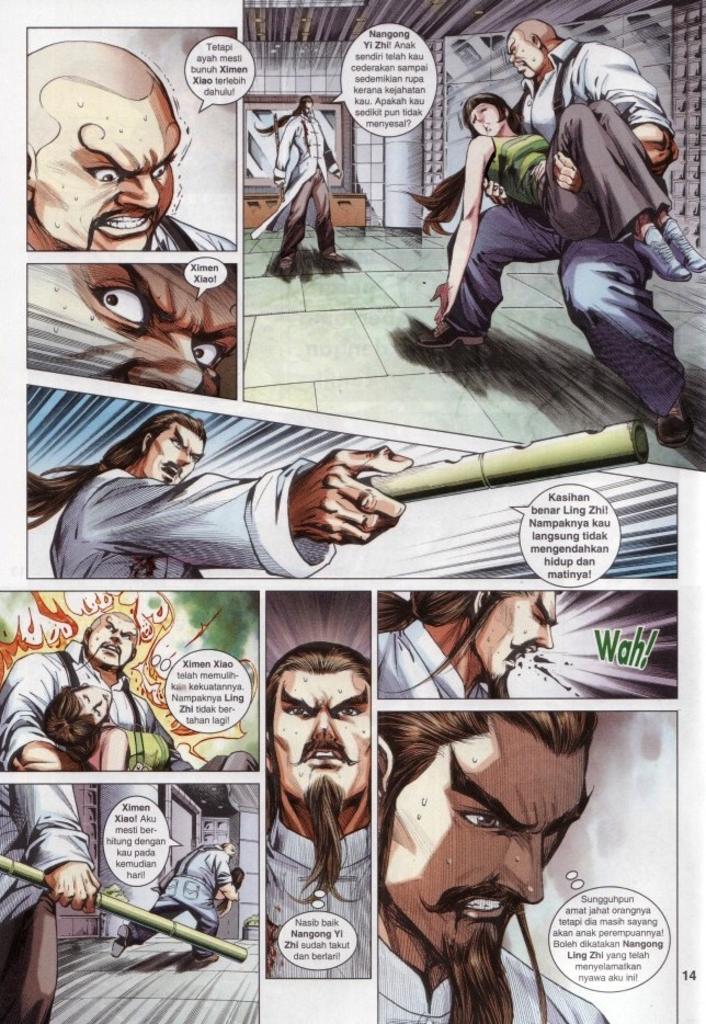 Tetapi
ayah mesti
bunuh Ximen
Xiao terlebih
dahulu!
Nangong
Yi Zhi! Anak
sendiri telah kau
cederakan sampai
sedemikian rupa
kerana kejahatan
kau. Apakah kau
sedikit pun tidak
menyesal?
Ximen
Xiao!
Kasihan
benar Ling Zhi!
Nampaknya kau
langsung tidak
mengendahkan
hidup dan
matinya!
Ximen Xiao
telah memulih-
kan kekuatannya.
Nampaknya Ling
Zhi tidak ber-
tahan lagi!
Wah!
Ximen
Xiao! Aku
mesti ber-
hitung dengan
kau pada
kemudian
hari!
Nasib baik
Nangong Yi
Zhi sudah takut
dan berlari!
Sungguhpun
amat jahat orangnya
tetapi dia masih sayang
akan anak perempuannya!
Boleh dikatakan Nangong
Ling Zhi yang telah
menyelamatkan
nyawa aku ini!
14